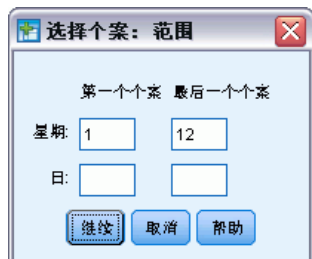 选择个案：范围
第一个个案 最后一个个案
星期: 1 12
日:
继续 取消 帮助